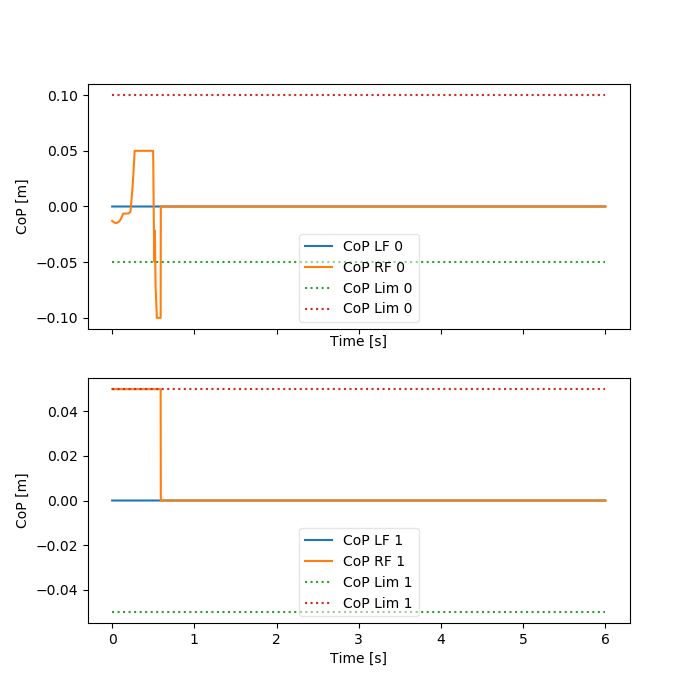 0.10
0.05
0.00
−0.05
−0.10
CoP [m]
CoP LF 0
CoP RF 0
CoP Lim 0
CoP Lim 0
Time [s]
0.04
0.02
0.00
−0.02
−0.04
CoP [m]
CoP LF 1
CoP RF 1
CoP Lim 1
CoP Lim 1
0 1 2 3 4 5 6
Time [s]